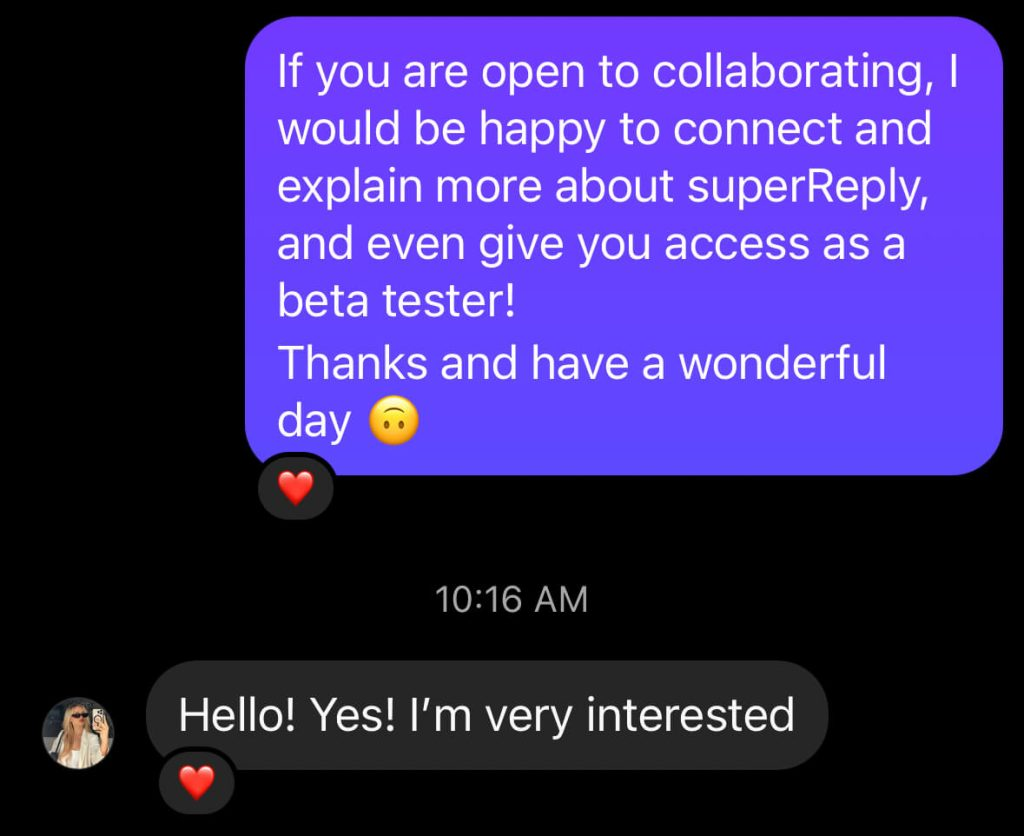 If you are open to collaborating, I
would be happy to connect and
explain more about superReply,
and even give you access as a
beta tester!
Thanks and have a wonderful
day 🙃
❤️
10:16 AM
Hello! Yes! I’m very interested
❤️